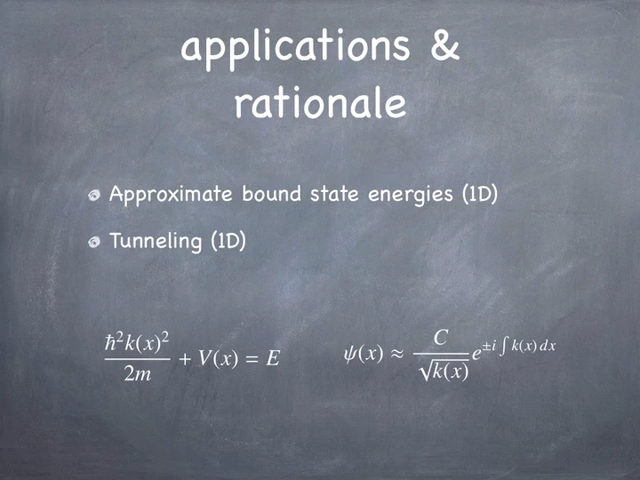 applications &
rationale
Approximate bound state energies (1D)
Tunneling (1D)
ħ²k(x)²/2m + V(x) = E
ψ(x) ≈ C/√k(x) e^{±i ∫ k(x) dx}